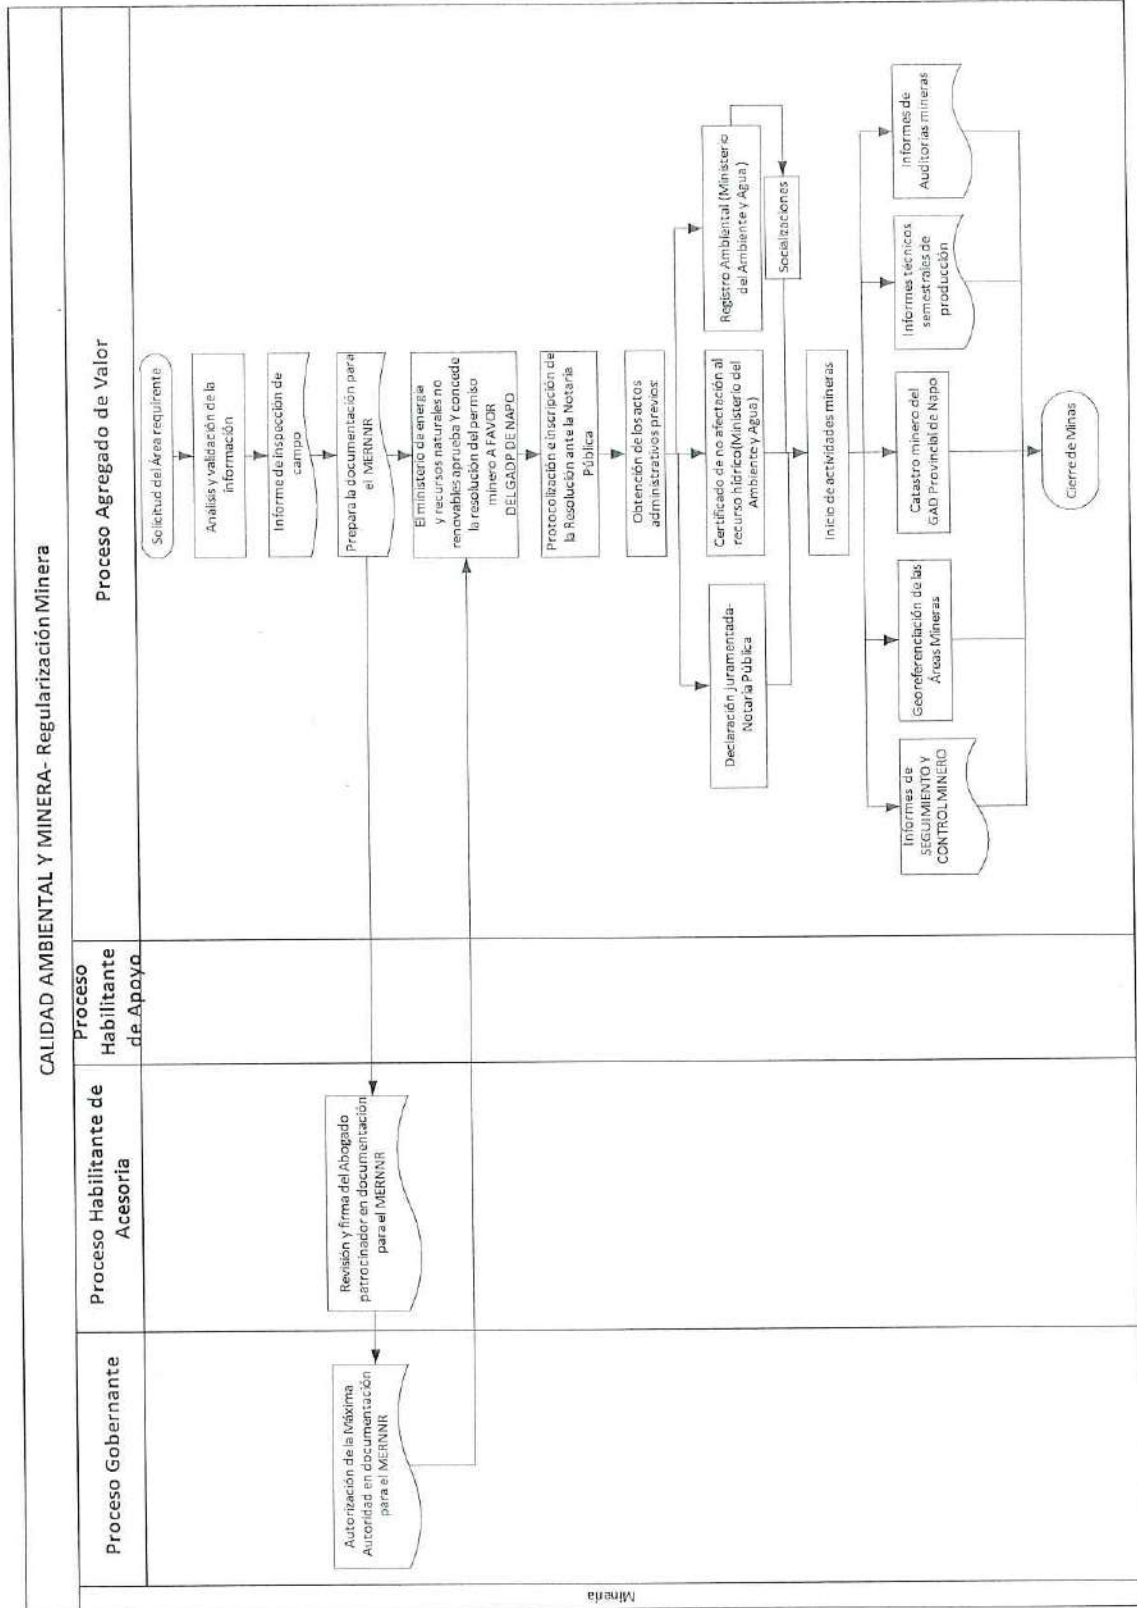 CALIDAD AMBIENTAL Y MINERA- Regularización Minera
Proceso Gobernante
Proceso Habilitante de
Acesoria
Proceso
Habilitante
de Apoyo
Proceso Agregado de Valor
Minería
Solicitud del Área requirente
Análisis y validación de la
información
Informe de inspección de
campo
Autorización de la Máxima
Autoridad en documentación
para el MERNNR
Revisión y firma del Abogado
patrocinador en documentación
para el MERNNR
Prepara la documentación para
el MERNNR
El ministerio de energía
y recursos naturales no
renovables aprueba Y concede
la resolución del permiso
minero A FAVOR
DEL GADP DE NAPO
Protocolización e inscripción de
la Resolución ante la Notaría
Pública
Obtención de los actos
administrativos previos:
Declaración juramentada-
Notaría Pública
Certificado de no afectación al
recurso hídrico(Ministerio del
Ambiente y Agua)
Registro Ambiental (Ministerio
del Ambiente y Agua)
Socializaciones
Inicio de actividades mineras
Informes de
SEGUIMIENTO Y
CONTROL MINERO
Georeferenciación de las
Áreas Mineras
Catastro minero del
GAD Provincial de Napo
Informes técnicos
semestrales de
producción
Informes de
Auditorias mineras
Cierre de Minas